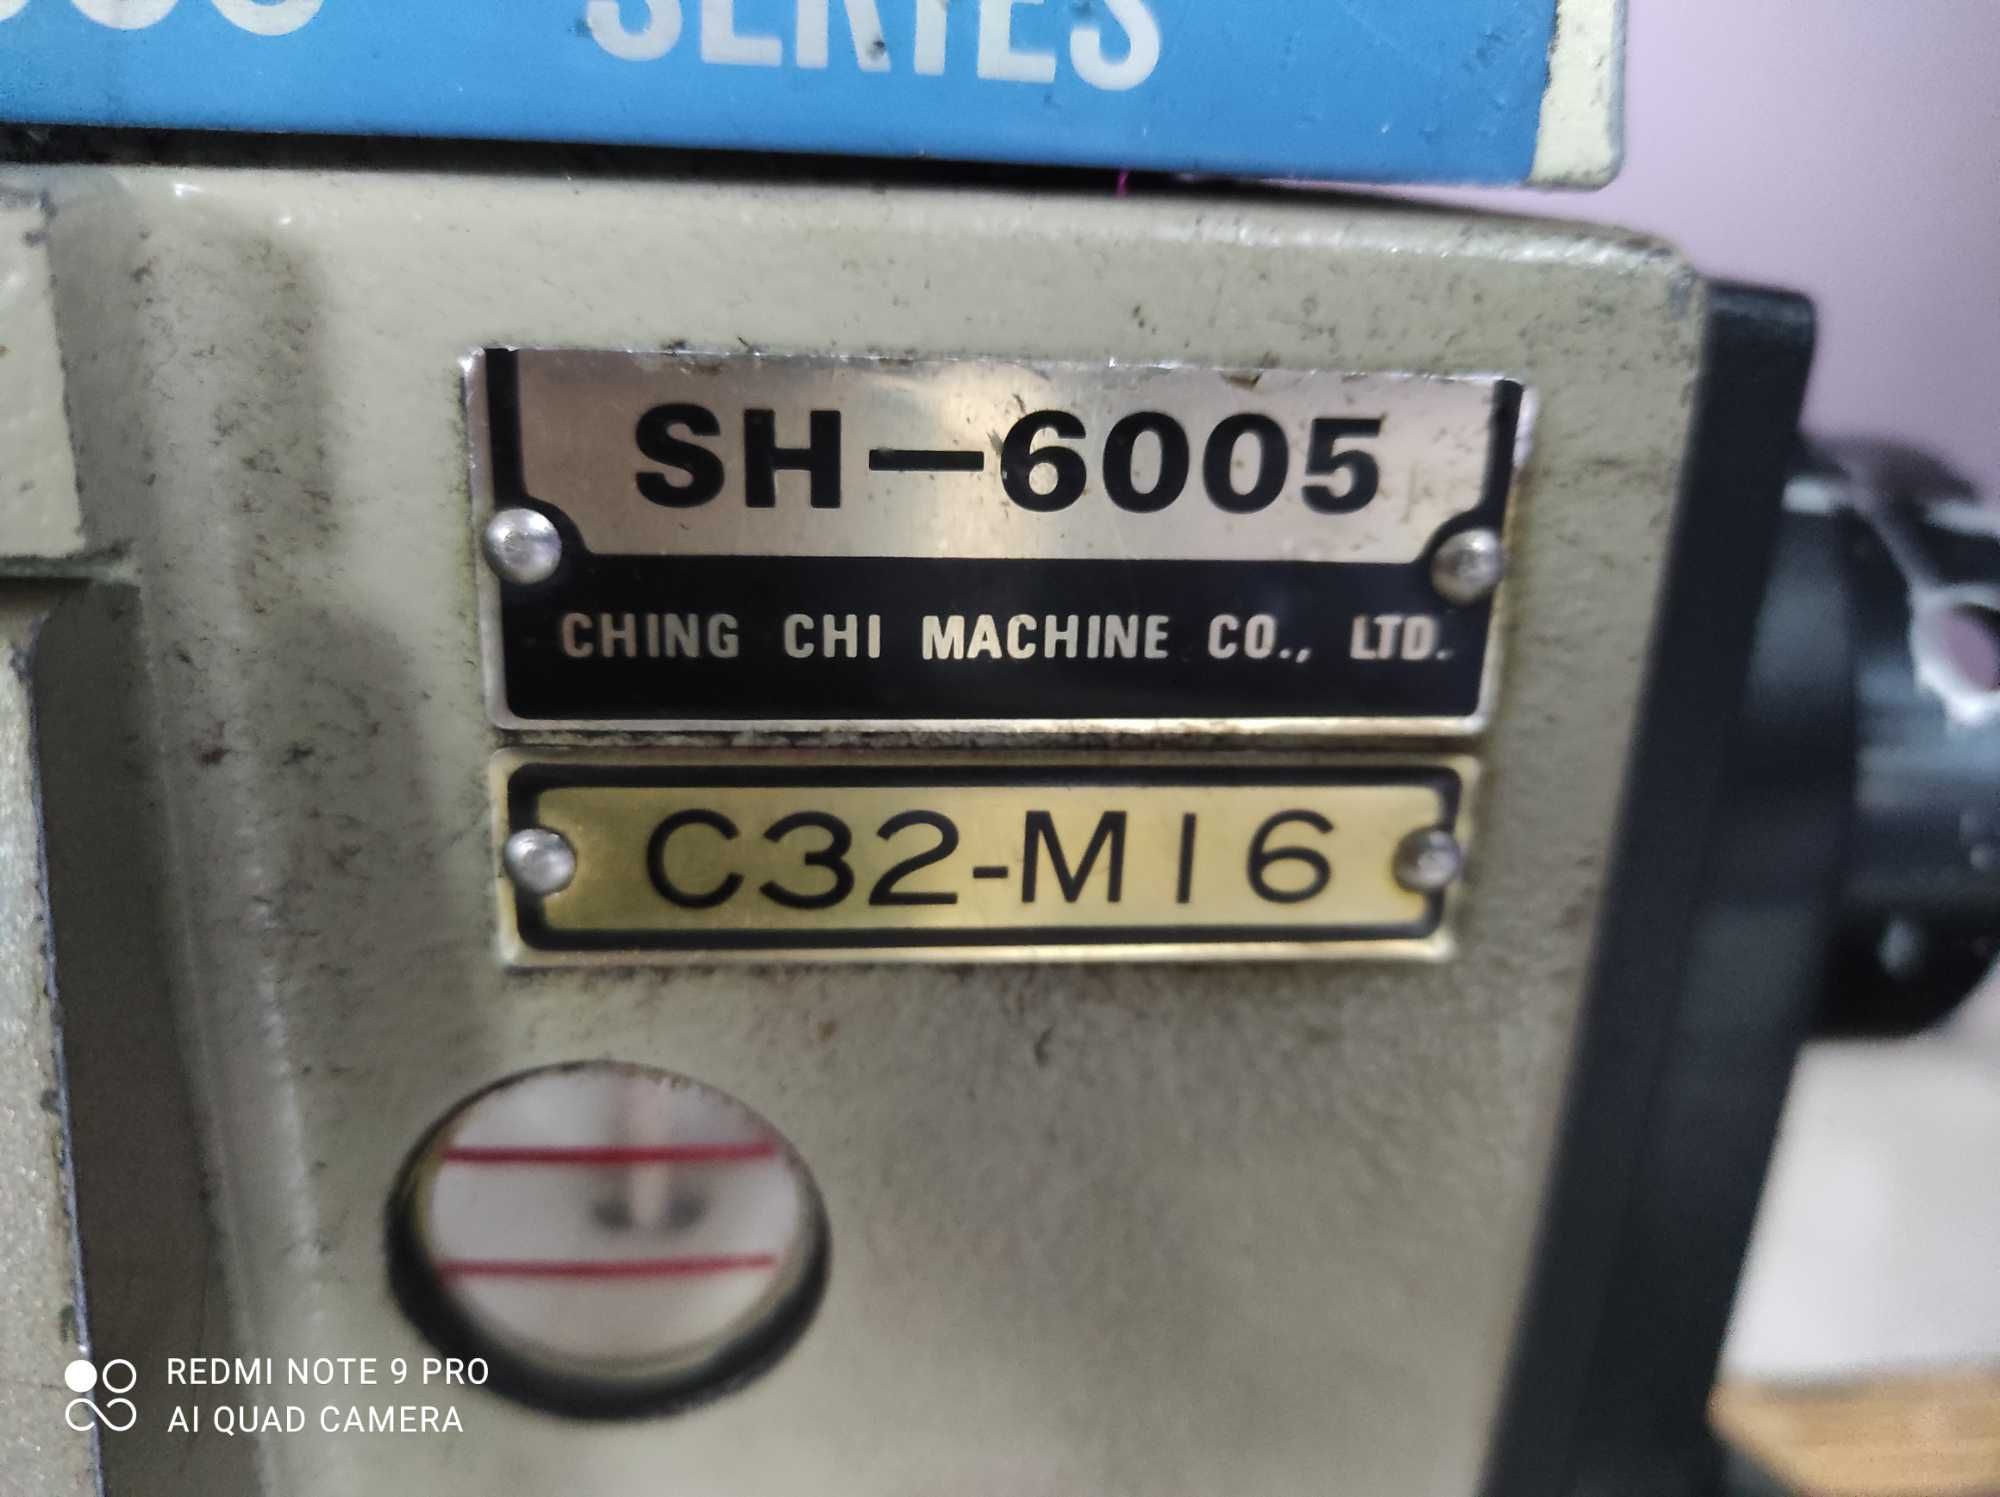 SERIES
SH-6005
CHING CHI MACHINE CO., LTD.
C32-M16
REDMI NOTE 9 PRO
AI QUAD CAMERA